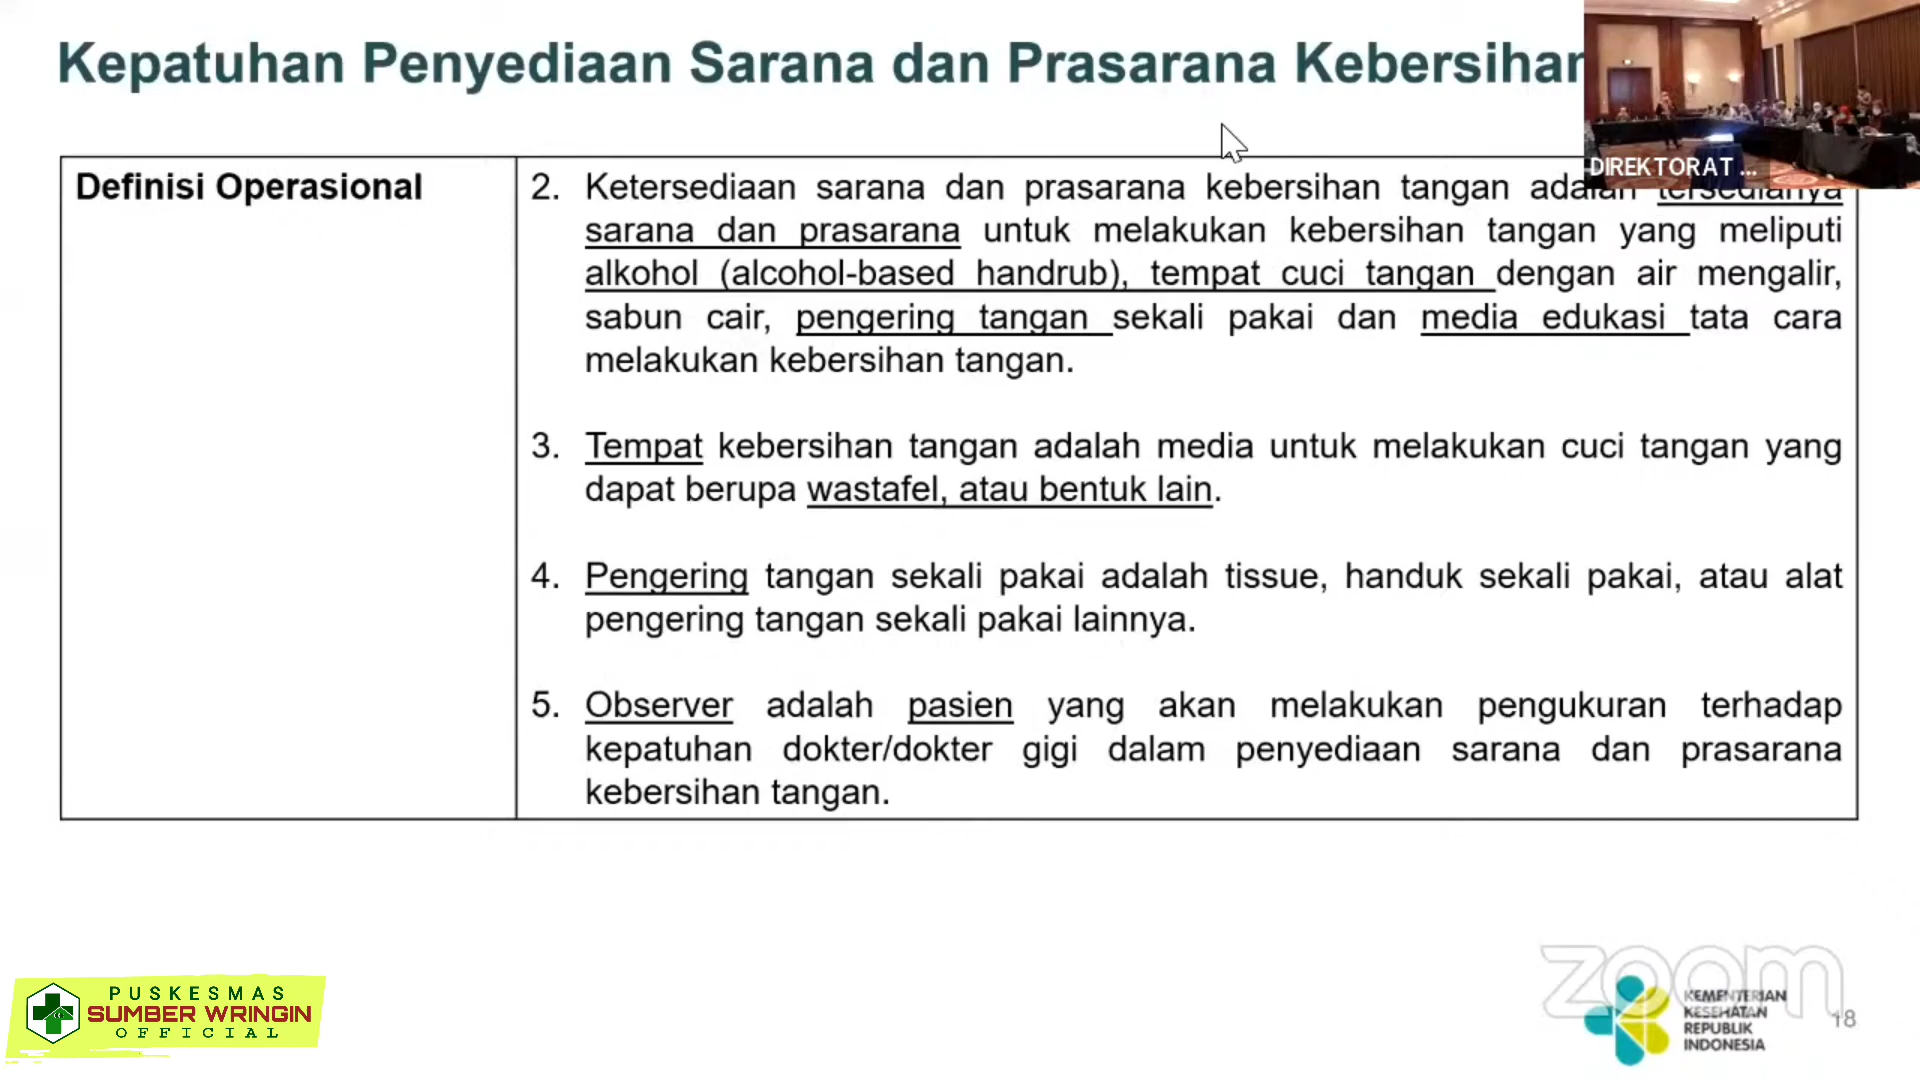 Kepatuhan Penyediaan Sarana dan Prasarana Kebersihan
DIREKTORAT ...
Definisi Operasional
2. Ketersediaan sarana dan prasarana kebersihan tangan adalah tersedianya
sarana dan prasarana untuk melakukan kebersihan tangan yang meliputi
alkohol (alcohol-based handrub), tempat cuci tangan dengan air mengalir,
sabun cair, pengering tangan sekali pakai dan media edukasi tata cara
melakukan kebersihan tangan.
3. Tempat kebersihan tangan adalah media untuk melakukan cuci tangan yang
dapat berupa wastafel, atau bentuk lain.
4. Pengering tangan sekali pakai adalah tissue, handuk sekali pakai, atau alat
pengering tangan sekali pakai lainnya.
5. Observer adalah pasien yang akan melakukan pengukuran terhadap
kepatuhan dokter/dokter gigi dalam penyediaan sarana dan prasarana
kebersihan tangan.
PUSKESMAS
SUMBER WRINGIN
OFFICIAL
zoom
KEMENTERIAN
KESEHATAN
REPUBLIK
INDONESIA
18